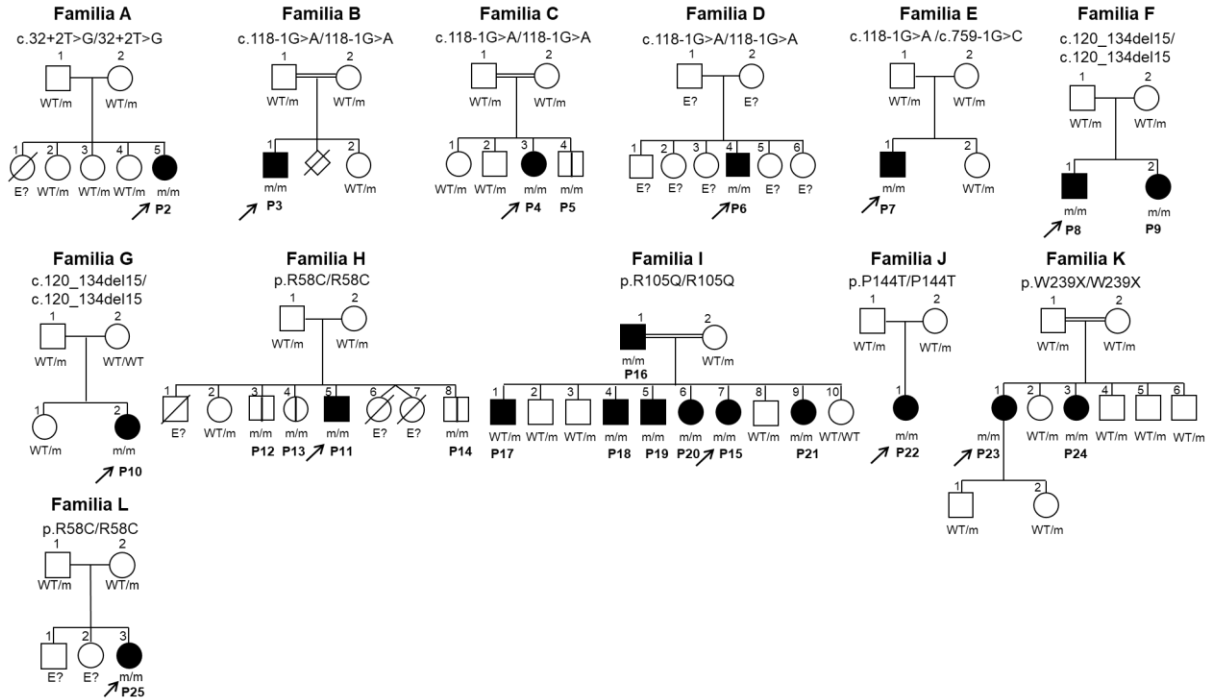 Familia A
c.32+2T>G/32+2T>G
1 2
WT/m WT/m
1 2 3 4 5
E? WT/m WT/m WT/m m/m
P2
Familia B
c.118-1G>A/118-1G>A
1 2
WT/m WT/m
1 2
m/m WT/m
P3
Familia C
c.118-1G>A/118-1G>A
1 2
WT/m WT/m
1 2 3 4
WT/m WT/m m/m m/m
P4 P5
Familia D
c.118-1G>A/118-1G>A
1 2
E? E?
1 2 3 4 5 6
E? E? E? m/m E? E?
P6
Familia E
c.118-1G>A/c.759-1G>C
1 2
WT/m WT/m
1 2
m/m WT/m
P7
Familia F
c.120_134del15/
c.120_134del15
1 2
WT/m WT/m
1 2
m/m m/m
P8 P9
Familia G
c.120_134del15/
c.120_134del15
1 2
WT/m WT/WT
1 2
WT/m m/m
P10
Familia H
p.R58C/R58C
1 2
WT/m WT/m
1 2 3 4 5 6 7 8
E? WT/m m/m m/m m/m E? E? m/m
P12 P13 P11 P14
Familia I
p.R105Q/R105Q
1 2
m/m WT/m
P16
1 2 3 4 5 6 7 8 9 10
WT/m WT/m WT/m m/m m/m m/m m/m WT/m m/m WT/WT
P17 P18 P19 P20 P15 P21
Familia J
p.P144T/P144T
1 2
WT/m WT/m
1
m/m
P22
Familia K
p.W239X/W239X
1 2
WT/m WT/m
1 2 3 4 5 6
m/m WT/m m/m WT/m WT/m WT/m
P23 P24
1 2
WT/m WT/m
Familia L
p.R58C/R58C
1 2
WT/m WT/m
1 2 3
E? E? m/m
P25